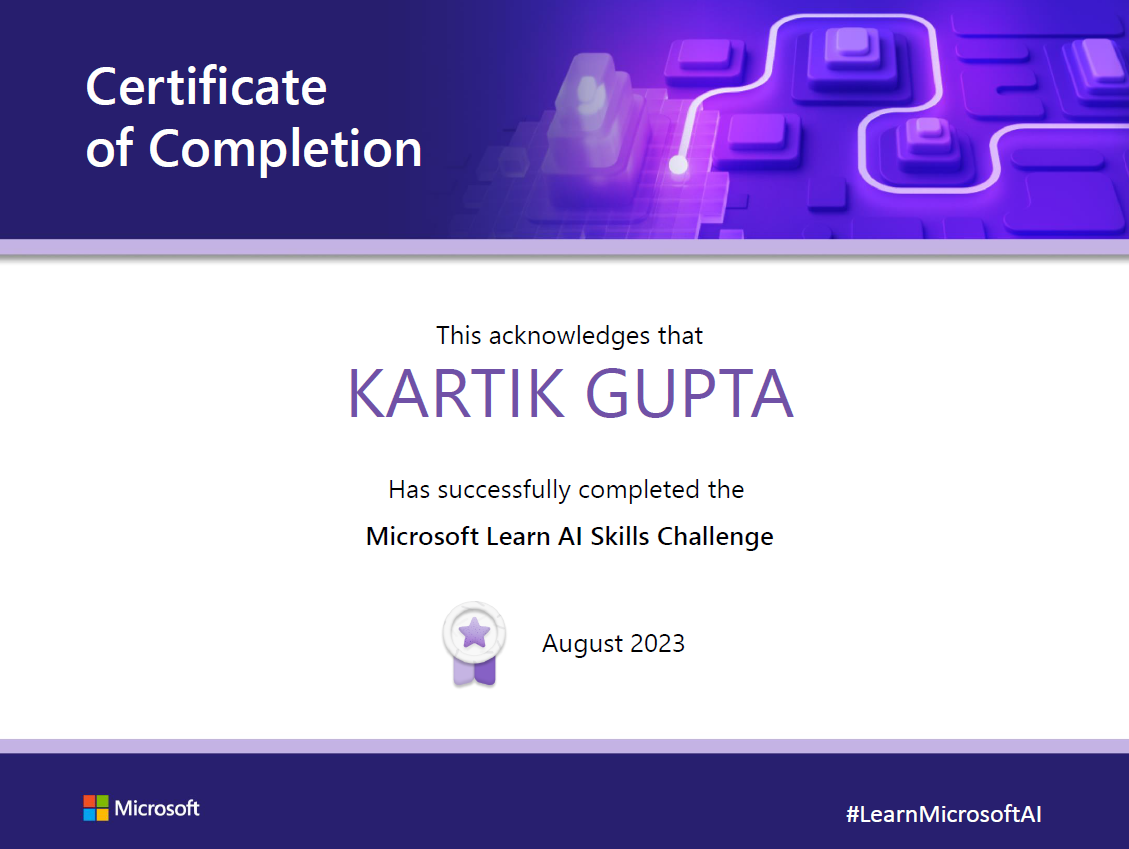 Certificate
of Completion
This acknowledges that
KARTIK GUPTA
Has successfully completed the
Microsoft Learn AI Skills Challenge
August 2023
Microsoft
#LearnMicrosoftAI